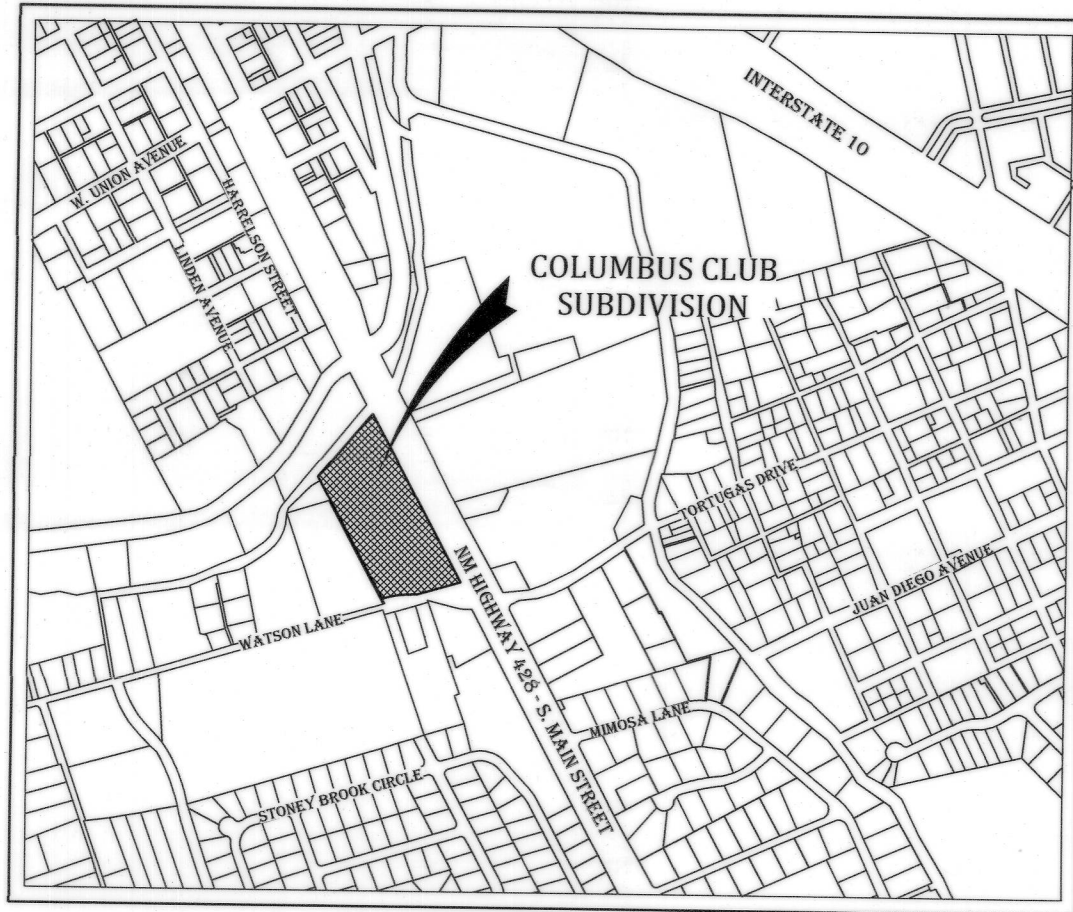 INTERSTATE 10
W. UNION AVENUE
HARRELSON STREET
LINDEN AVENUE
COLUMBUS CLUB
SUBDIVISION
TORTUGAS DRIVE
JUAN DIEGO AVENUE
NM HIGHWAY 428 - S. MAIN STREET
WATSON LANE
MIMOSA LANE
STONEY BROOK CIRCLE